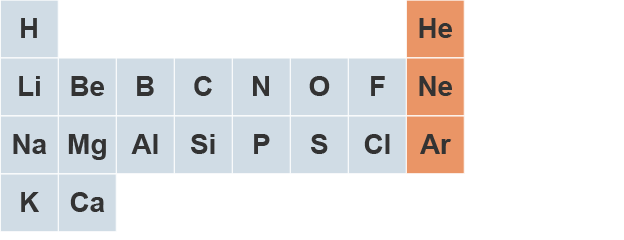 H He
Li Be B C N O F Ne
Na Mg Al Si P S Cl Ar
K Ca